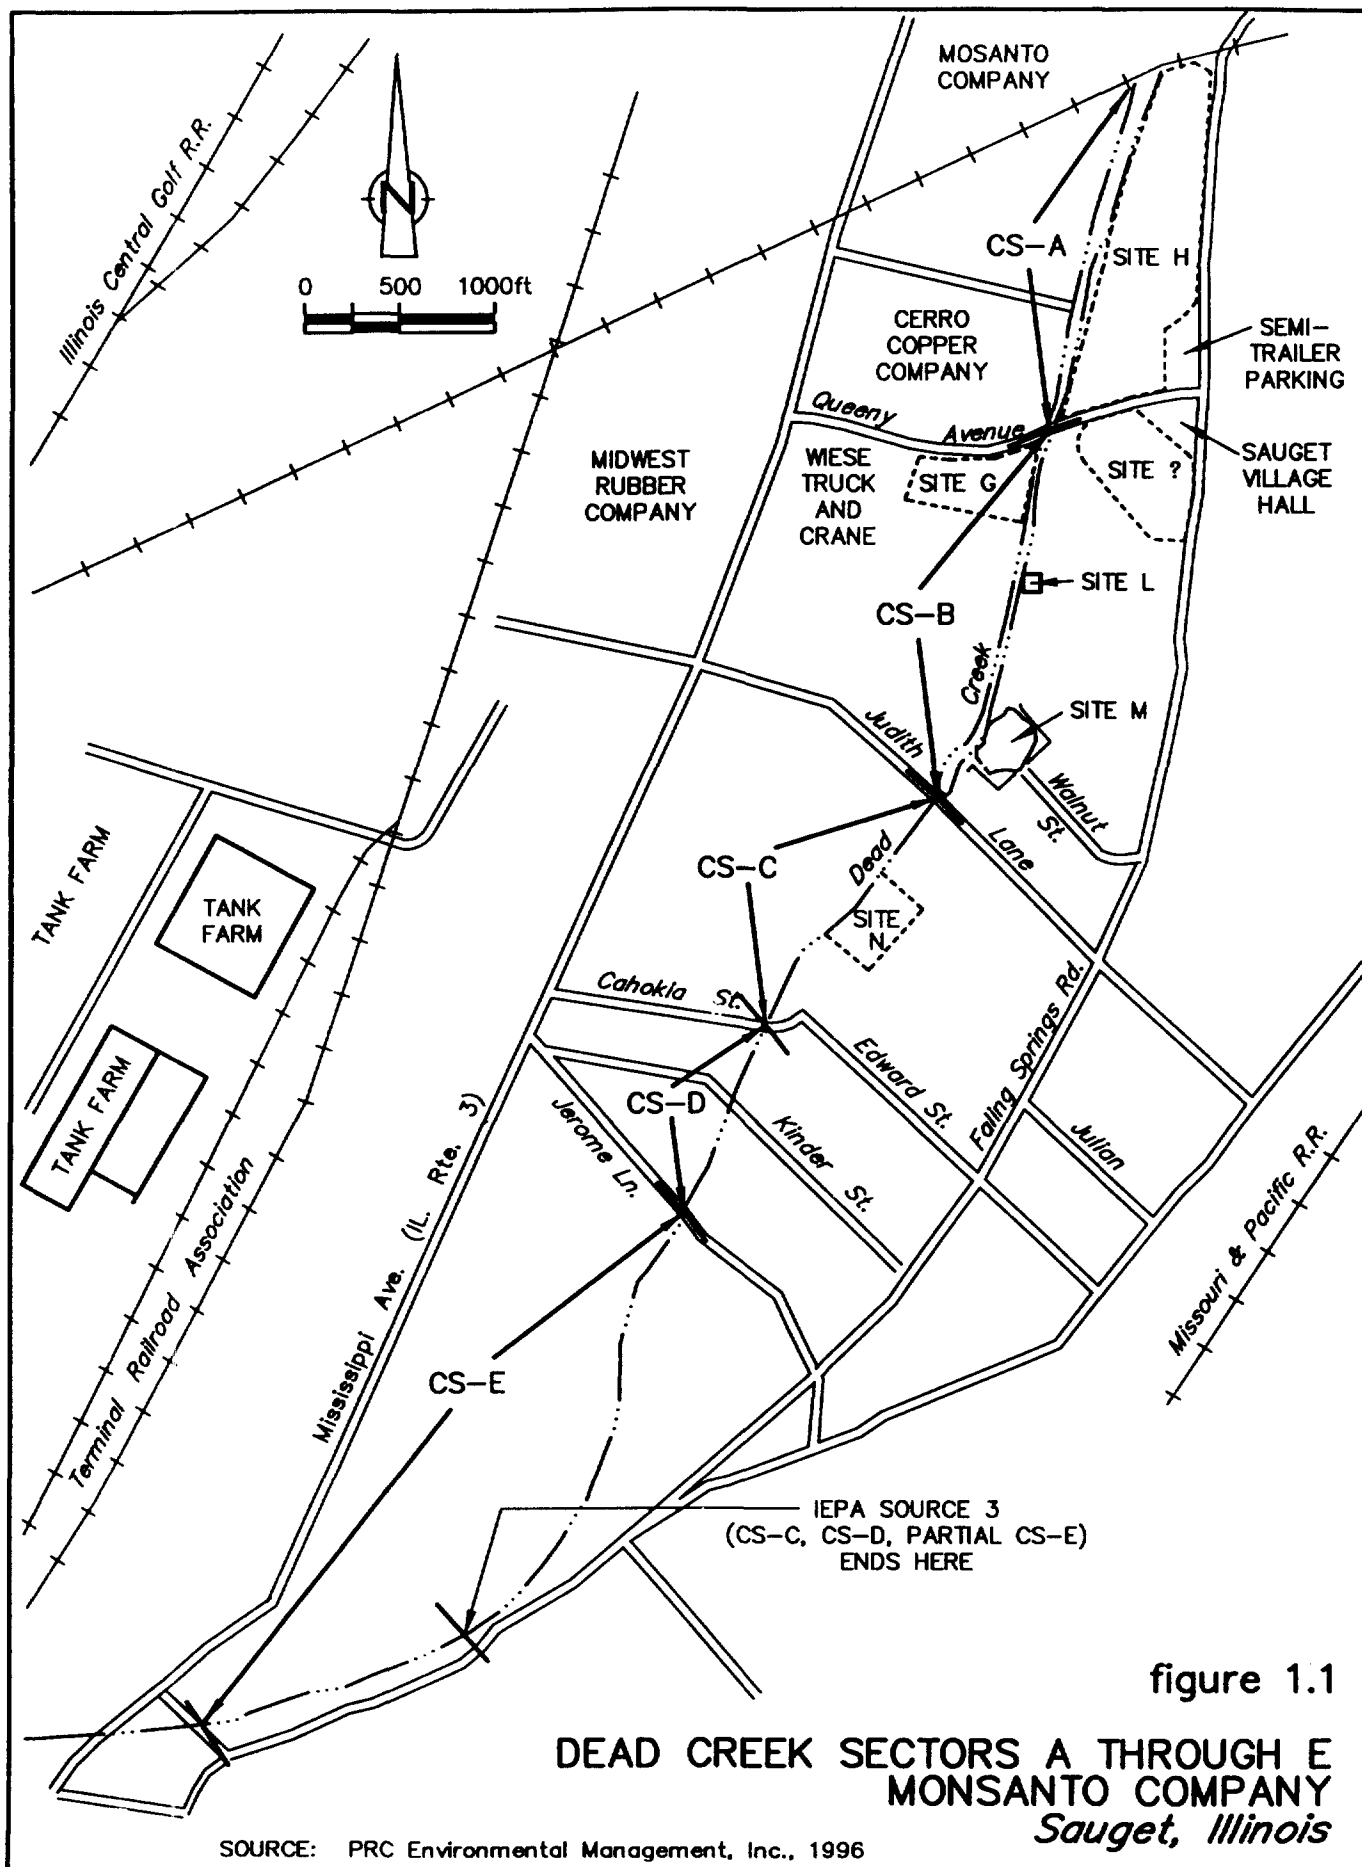 MOSANTO
COMPANY
Illinois Central Golf R.R.
N
0 500 1000ft
CS-A
SITE H
CERRO
COPPER
COMPANY
SEMI-
TRAILER
PARKING
Queeny Avenue
MIDWEST
RUBBER
COMPANY
WIESE
TRUCK
AND
CRANE
SITE G
SITE ?
SAUGET
VILLAGE
HALL
SITE L
CS-B
Creek
SITE M
Judith Lane
Walnut St.
TANK FARM
TANK
FARM
CS-C
Dead
SITE
N
Cahokia St.
Falling Springs Rd.
Edward St.
TANK FARM
CS-D
Jerome Ln.
Kinder St.
Julian
Missouri & Pacific R.R.
Terminal Railroad Association
Mississippi Ave. (IL. Rte. 3)
CS-E
IEPA SOURCE 3
(CS-C, CS-D, PARTIAL CS-E)
ENDS HERE
figure 1.1
DEAD CREEK SECTORS A THROUGH E
MONSANTO COMPANY
Sauget, Illinois
SOURCE: PRC Environmental Management, Inc., 1996